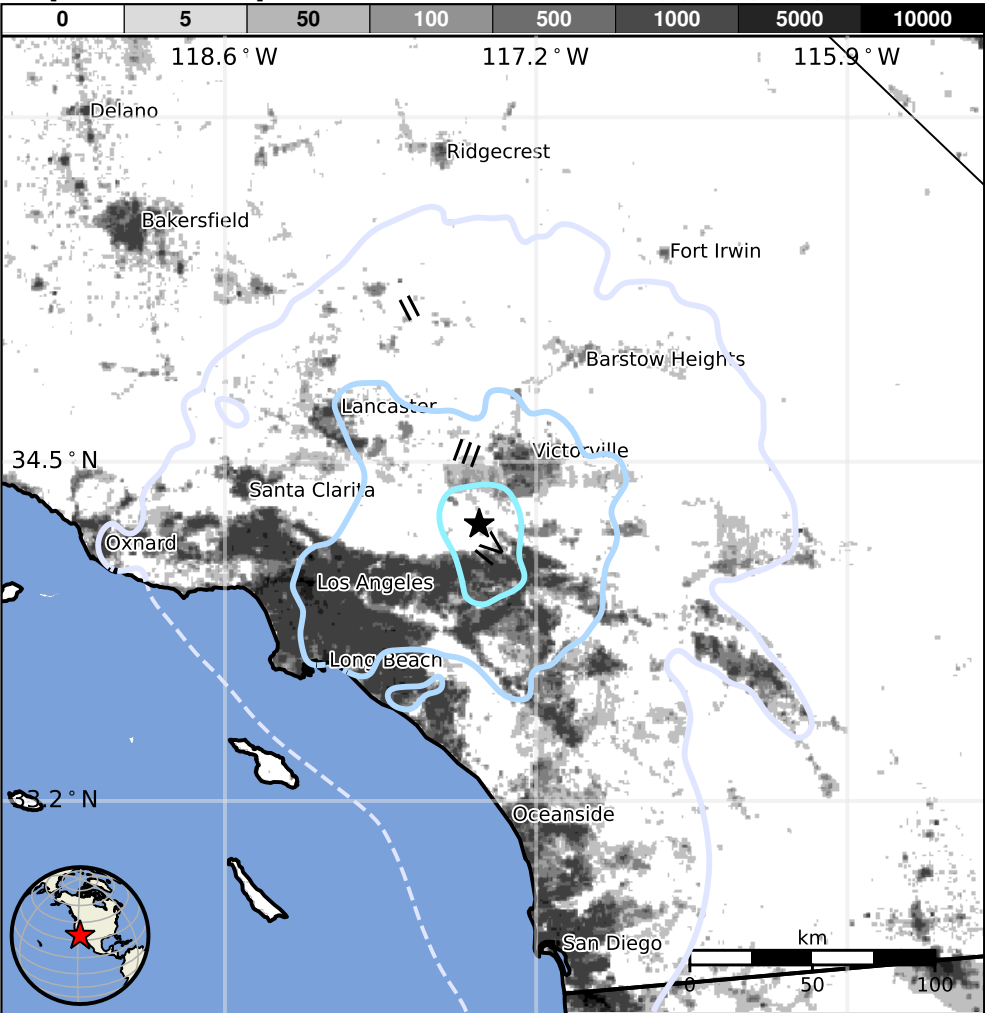 0 5 50 100 500 1000 5000 10000
118.6°W 117.2°W 115.9°W
Delano
Ridgecrest
Bakersfield
Fort Irwin
II
Barstow Heights
Lancaster
III
Victorville
34.5°N
Santa Clarita
IV
Oxnard
Los Angeles
Long Beach
33.2°N
Oceanside
San Diego
km
0 50 100